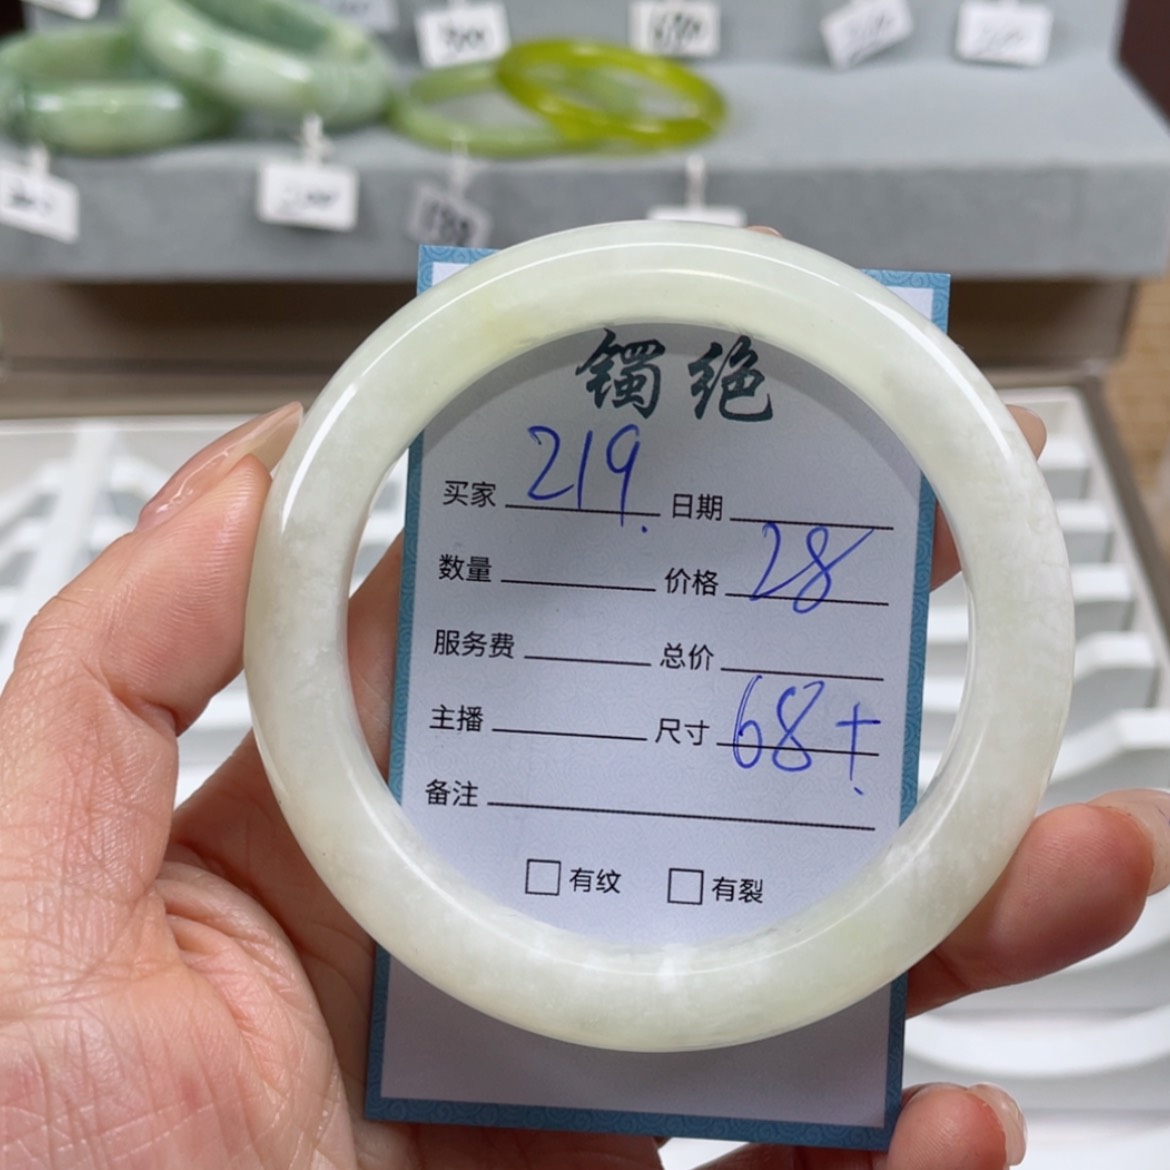 镯绝
买家 219. 日期
数量 价格 28
服务费 总价
主播 尺寸 68+.
备注
有纹 有裂